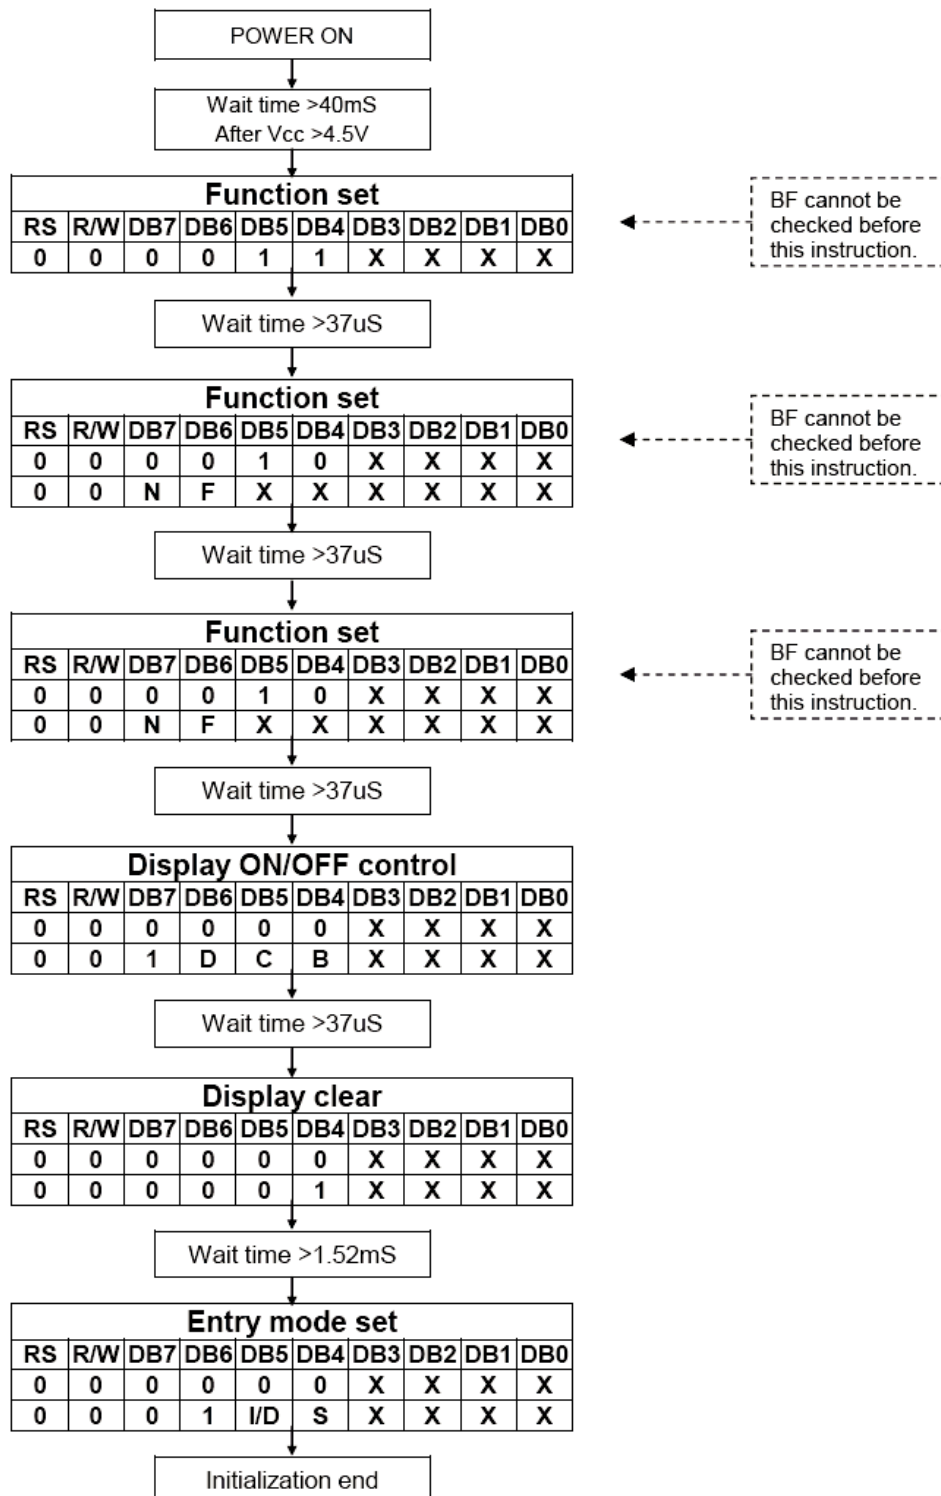 POWER ON
Wait time >40mS
After Vcc >4.5V
Function set
RS R/W DB7 DB6 DB5 DB4 DB3 DB2 DB1 DB0
0 0 0 0 1 1 X X X X
BF cannot be
checked before
this instruction.
Wait time >37uS
Function set
RS R/W DB7 DB6 DB5 DB4 DB3 DB2 DB1 DB0
0 0 0 0 1 0 X X X X
0 0 N F X X X X X X
BF cannot be
checked before
this instruction.
Wait time >37uS
Function set
RS R/W DB7 DB6 DB5 DB4 DB3 DB2 DB1 DB0
0 0 0 0 1 0 X X X X
0 0 N F X X X X X X
BF cannot be
checked before
this instruction.
Wait time >37uS
Display ON/OFF control
RS R/W DB7 DB6 DB5 DB4 DB3 DB2 DB1 DB0
0 0 0 0 0 0 X X X X
0 0 1 D C B X X X X
Wait time >37uS
Display clear
RS R/W DB7 DB6 DB5 DB4 DB3 DB2 DB1 DB0
0 0 0 0 0 0 X X X X
0 0 0 0 0 1 X X X X
Wait time >1.52mS
Entry mode set
RS R/W DB7 DB6 DB5 DB4 DB3 DB2 DB1 DB0
0 0 0 0 0 0 X X X X
0 0 0 1 I/D S X X X X
Initialization end